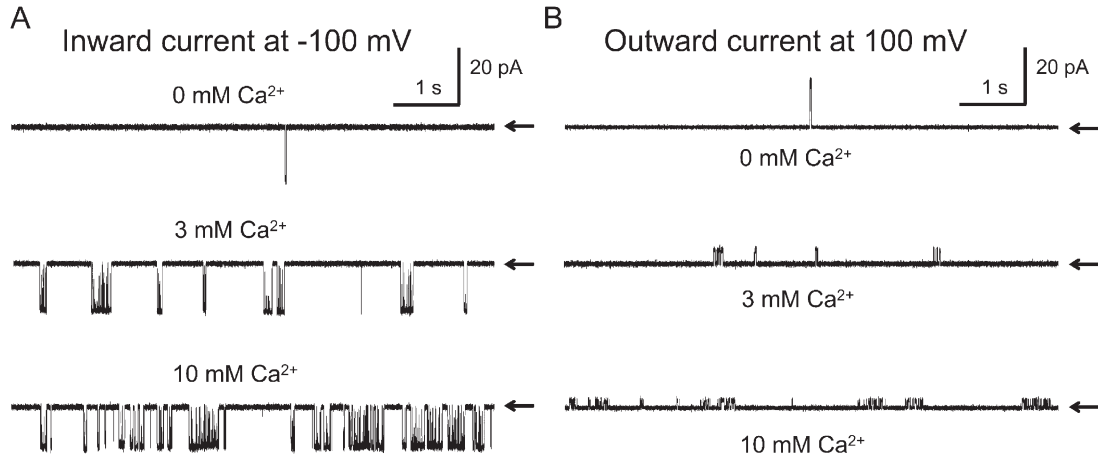 A
Inward current at -100 mV
20 pA
1 s
0 mM Ca²⁺
3 mM Ca²⁺
10 mM Ca²⁺
B
Outward current at 100 mV
20 pA
1 s
0 mM Ca²⁺
3 mM Ca²⁺
10 mM Ca²⁺